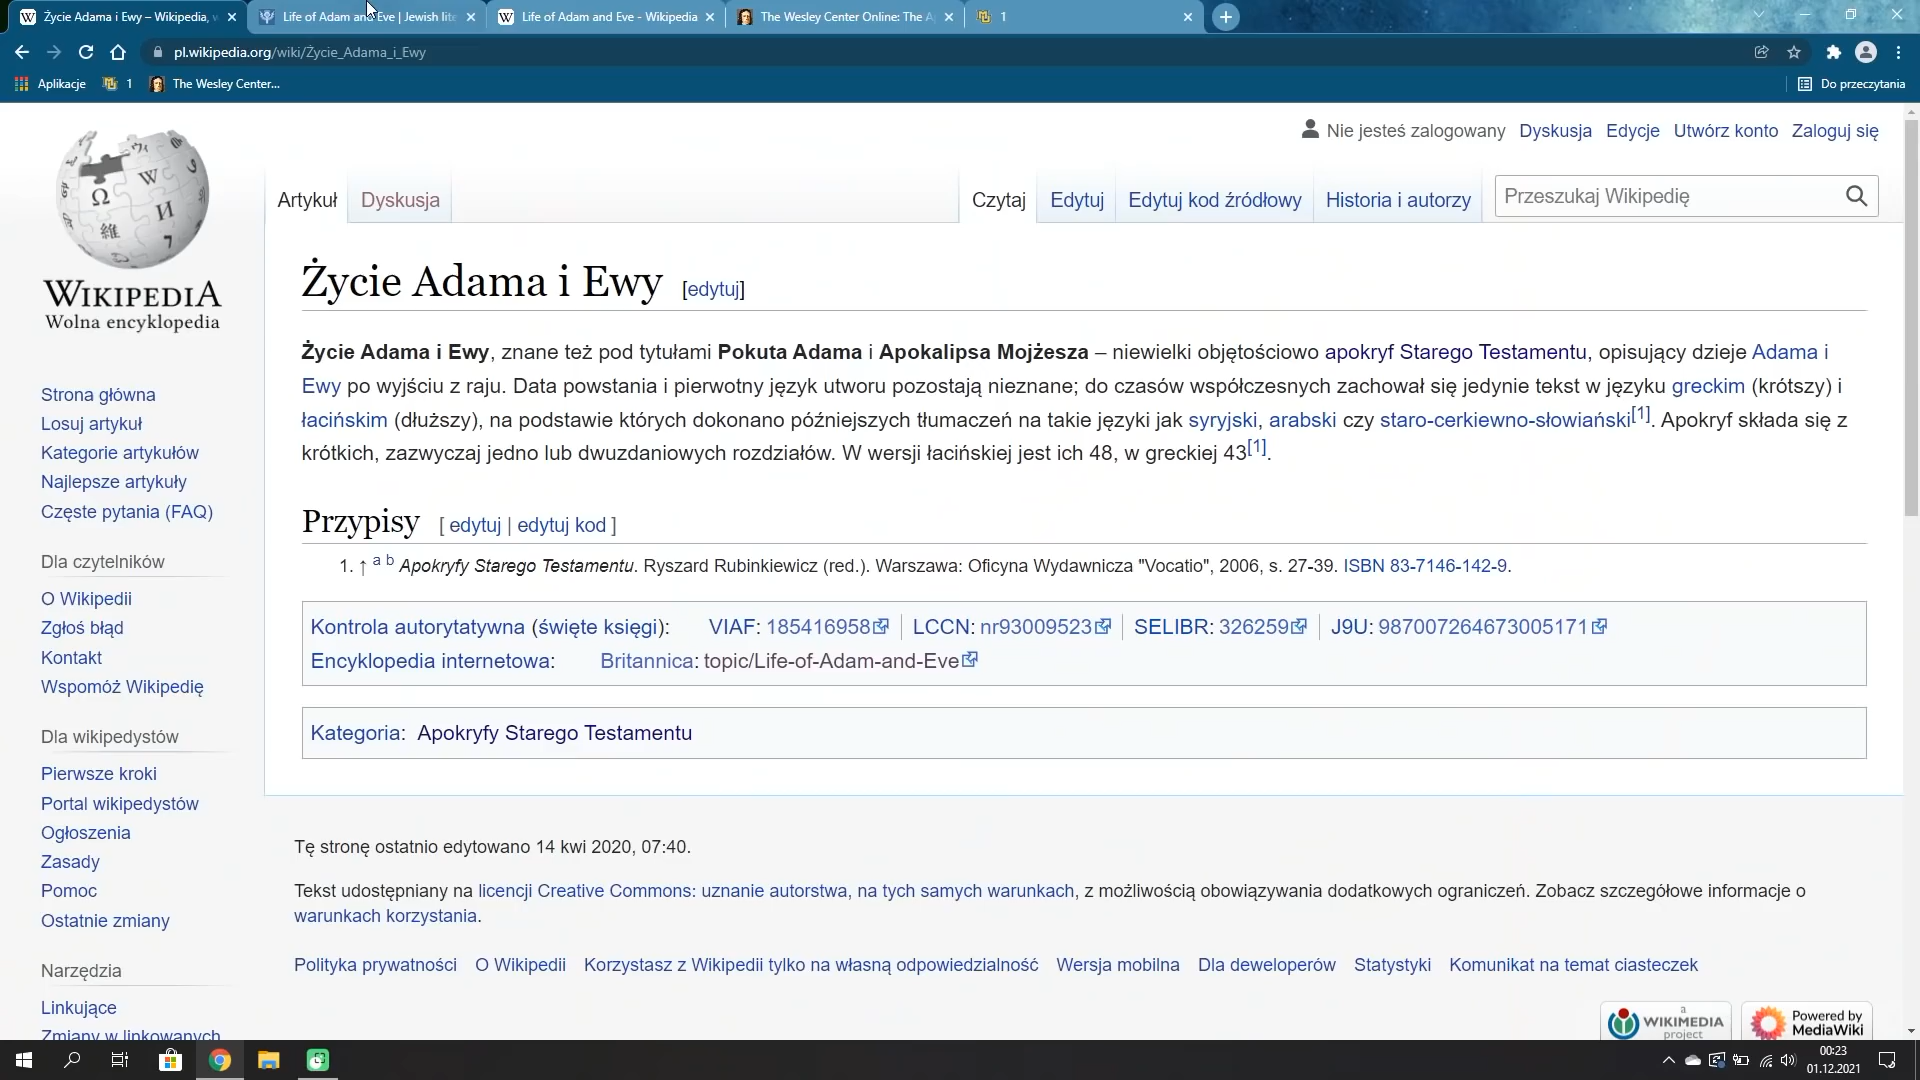 Życie Adama i Ewy – Wikipedia,
Life of Adam and Eve | Jewish lite
Life of Adam and Eve - Wikipedia
The Wesley Center Online: The A
1
pl.wikipedia.org/wiki/Życie_Adama_i_Ewy
Aplikacje
1
The Wesley Center...
Do przeczytania
Nie jesteś zalogowany Dyskusja Edycje Utwórz konto Zaloguj się
Artykuł Dyskusja Czytaj Edytuj Edytuj kod źródłowy Historia i autorzy Przeszukaj Wikipedię
WIKIPEDIA
Wolna encyklopedia
Strona główna
Losuj artykuł
Kategorie artykułów
Najlepsze artykuły
Częste pytania (FAQ)
Dla czytelników
O Wikipedii
Zgłoś błąd
Kontakt
Wspomóż Wikipedię
Dla wikipedystów
Pierwsze kroki
Portal wikipedystów
Ogłoszenia
Zasady
Pomoc
Ostatnie zmiany
Narzędzia
Linkujące
Zmiany w linkowanych
Życie Adama i Ewy [edytuj]
Życie Adama i Ewy, znane też pod tytułami Pokuta Adama i Apokalipsa Mojżesza – niewielki objętościowo apokryf Starego Testamentu, opisujący dzieje Adama i
Ewy po wyjściu z raju. Data powstania i pierwotny język utworu pozostają nieznane; do czasów współczesnych zachował się jedynie tekst w języku greckim (krótszy) i
łacińskim (dłuższy), na podstawie których dokonano późniejszych tłumaczeń na takie języki jak syryjski, arabski czy staro-cerkiewno-słowiański[1]. Apokryf składa się z
krótkich, zazwyczaj jedno lub dwuzdaniowych rozdziałów. W wersji łacińskiej jest ich 48, w greckiej 43[1].
Przypisy [ edytuj | edytuj kod ]
1. ↑ a b Apokryfy Starego Testamentu. Ryszard Rubinkiewicz (red.). Warszawa: Oficyna Wydawnicza "Vocatio", 2006, s. 27-39. ISBN 83-7146-142-9.
Kontrola autorytatywna (święte księgi): VIAF: 185416958 LCCN: nr93009523 SELIBR: 326259 J9U: 987007264673005171
Encyklopedia internetowa: Britannica: topic/Life-of-Adam-and-Eve
Kategoria: Apokryfy Starego Testamentu
Tę stronę ostatnio edytowano 14 kwi 2020, 07:40.
Tekst udostępniany na licencji Creative Commons: uznanie autorstwa, na tych samych warunkach, z możliwością obowiązywania dodatkowych ograniczeń. Zobacz szczegółowe informacje o
warunkach korzystania.
Polityka prywatności O Wikipedii Korzystasz z Wikipedii tylko na własną odpowiedzialność Wersja mobilna Dla deweloperów Statystyki Komunikat na temat ciasteczek
a
WIKIMEDIA
project
Powered by
MediaWiki
00:23
01.12.2021